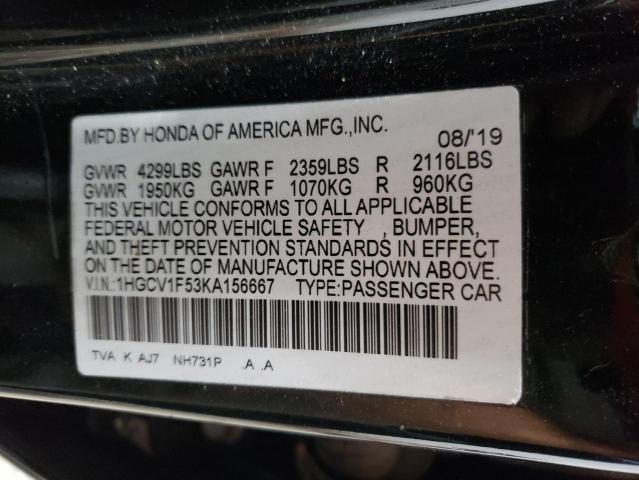 MFD.BY HONDA OF AMERICA MFG.,INC. 08/'19
GVWR 4299LBS GAWR F 2359LBS R 2116LBS
GVWR 1950KG GAWR F 1070KG R 960KG
THIS VEHICLE CONFORMS TO ALL APPLICABLE
FEDERAL MOTOR VEHICLE SAFETY , BUMPER,
AND THEFT PREVENTION STANDARDS IN EFFECT
ON THE DATE OF MANUFACTURE SHOWN ABOVE.
V.I.N.:1HGCV1F53KA156667 TYPE:PASSENGER CAR
TVA K AJ7 NH731P .A .A